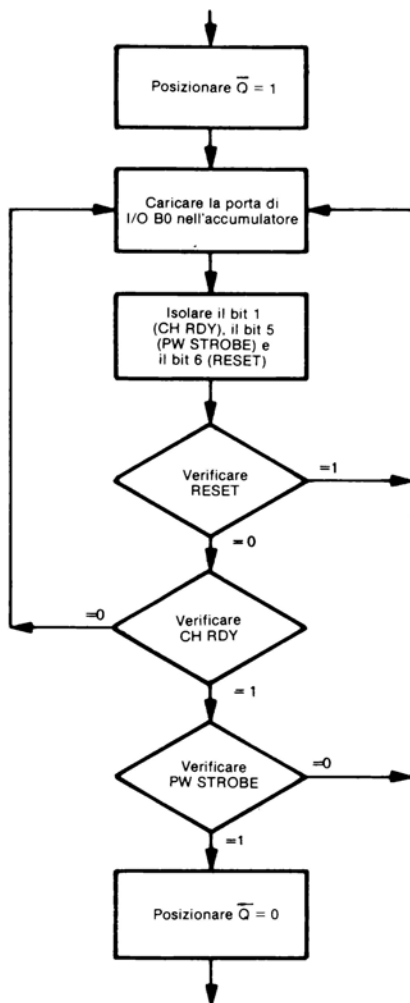 Posizionare Q̅ = 1
Caricare la porta di
I/O B0 nell'accumulatore
Isolare il bit 1
(CH RDY), il bit 5
(PW STROBE) e
il bit 6 (RESET)
Verificare
RESET
=1
=0
Verificare
CH RDY
=0
=1
Verificare
PW STROBE
=0
=1
Posizionare Q̅ = 0